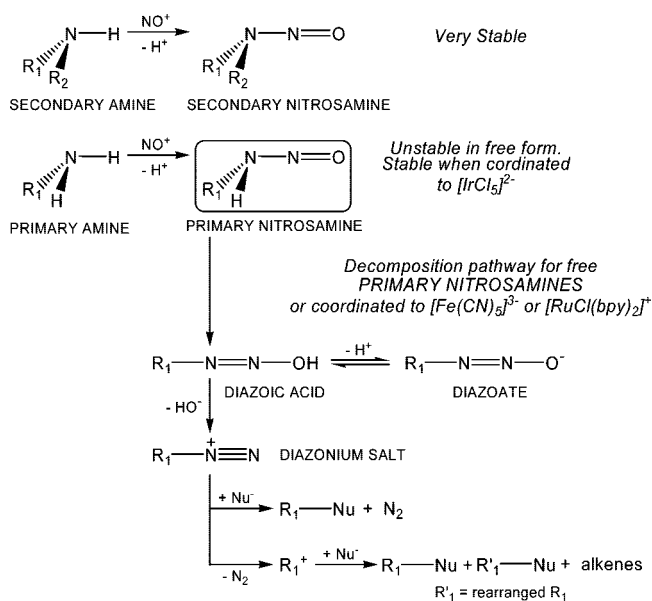 NO⁺
R₁ N H R₂ - H⁺ R₁ N N O R₂ Very Stable
SECONDARY AMINE SECONDARY NITROSAMINE
NO⁺
R₁ N H H - H⁺ R₁ N N O H
Unstable in free form.
Stable when cordinated
to [IrCl₅]²⁻
PRIMARY AMINE PRIMARY NITROSAMINE
Decomposition pathway for free
PRIMARY NITROSAMINES
or coordinated to [Fe(CN)₅]³⁻ or [RuCl(bpy)₂]⁺
R₁ N N OH - H⁺ R₁ N N O⁻
DIAZOIC ACID DIAZOATE
- HO⁻
R₁ N⁺ N DIAZONIUM SALT
+ Nu⁻ R₁ Nu + N₂
- N₂ R₁⁺ + Nu⁻ R₁ Nu + R'₁ Nu + alkenes
R'₁ = rearranged R₁